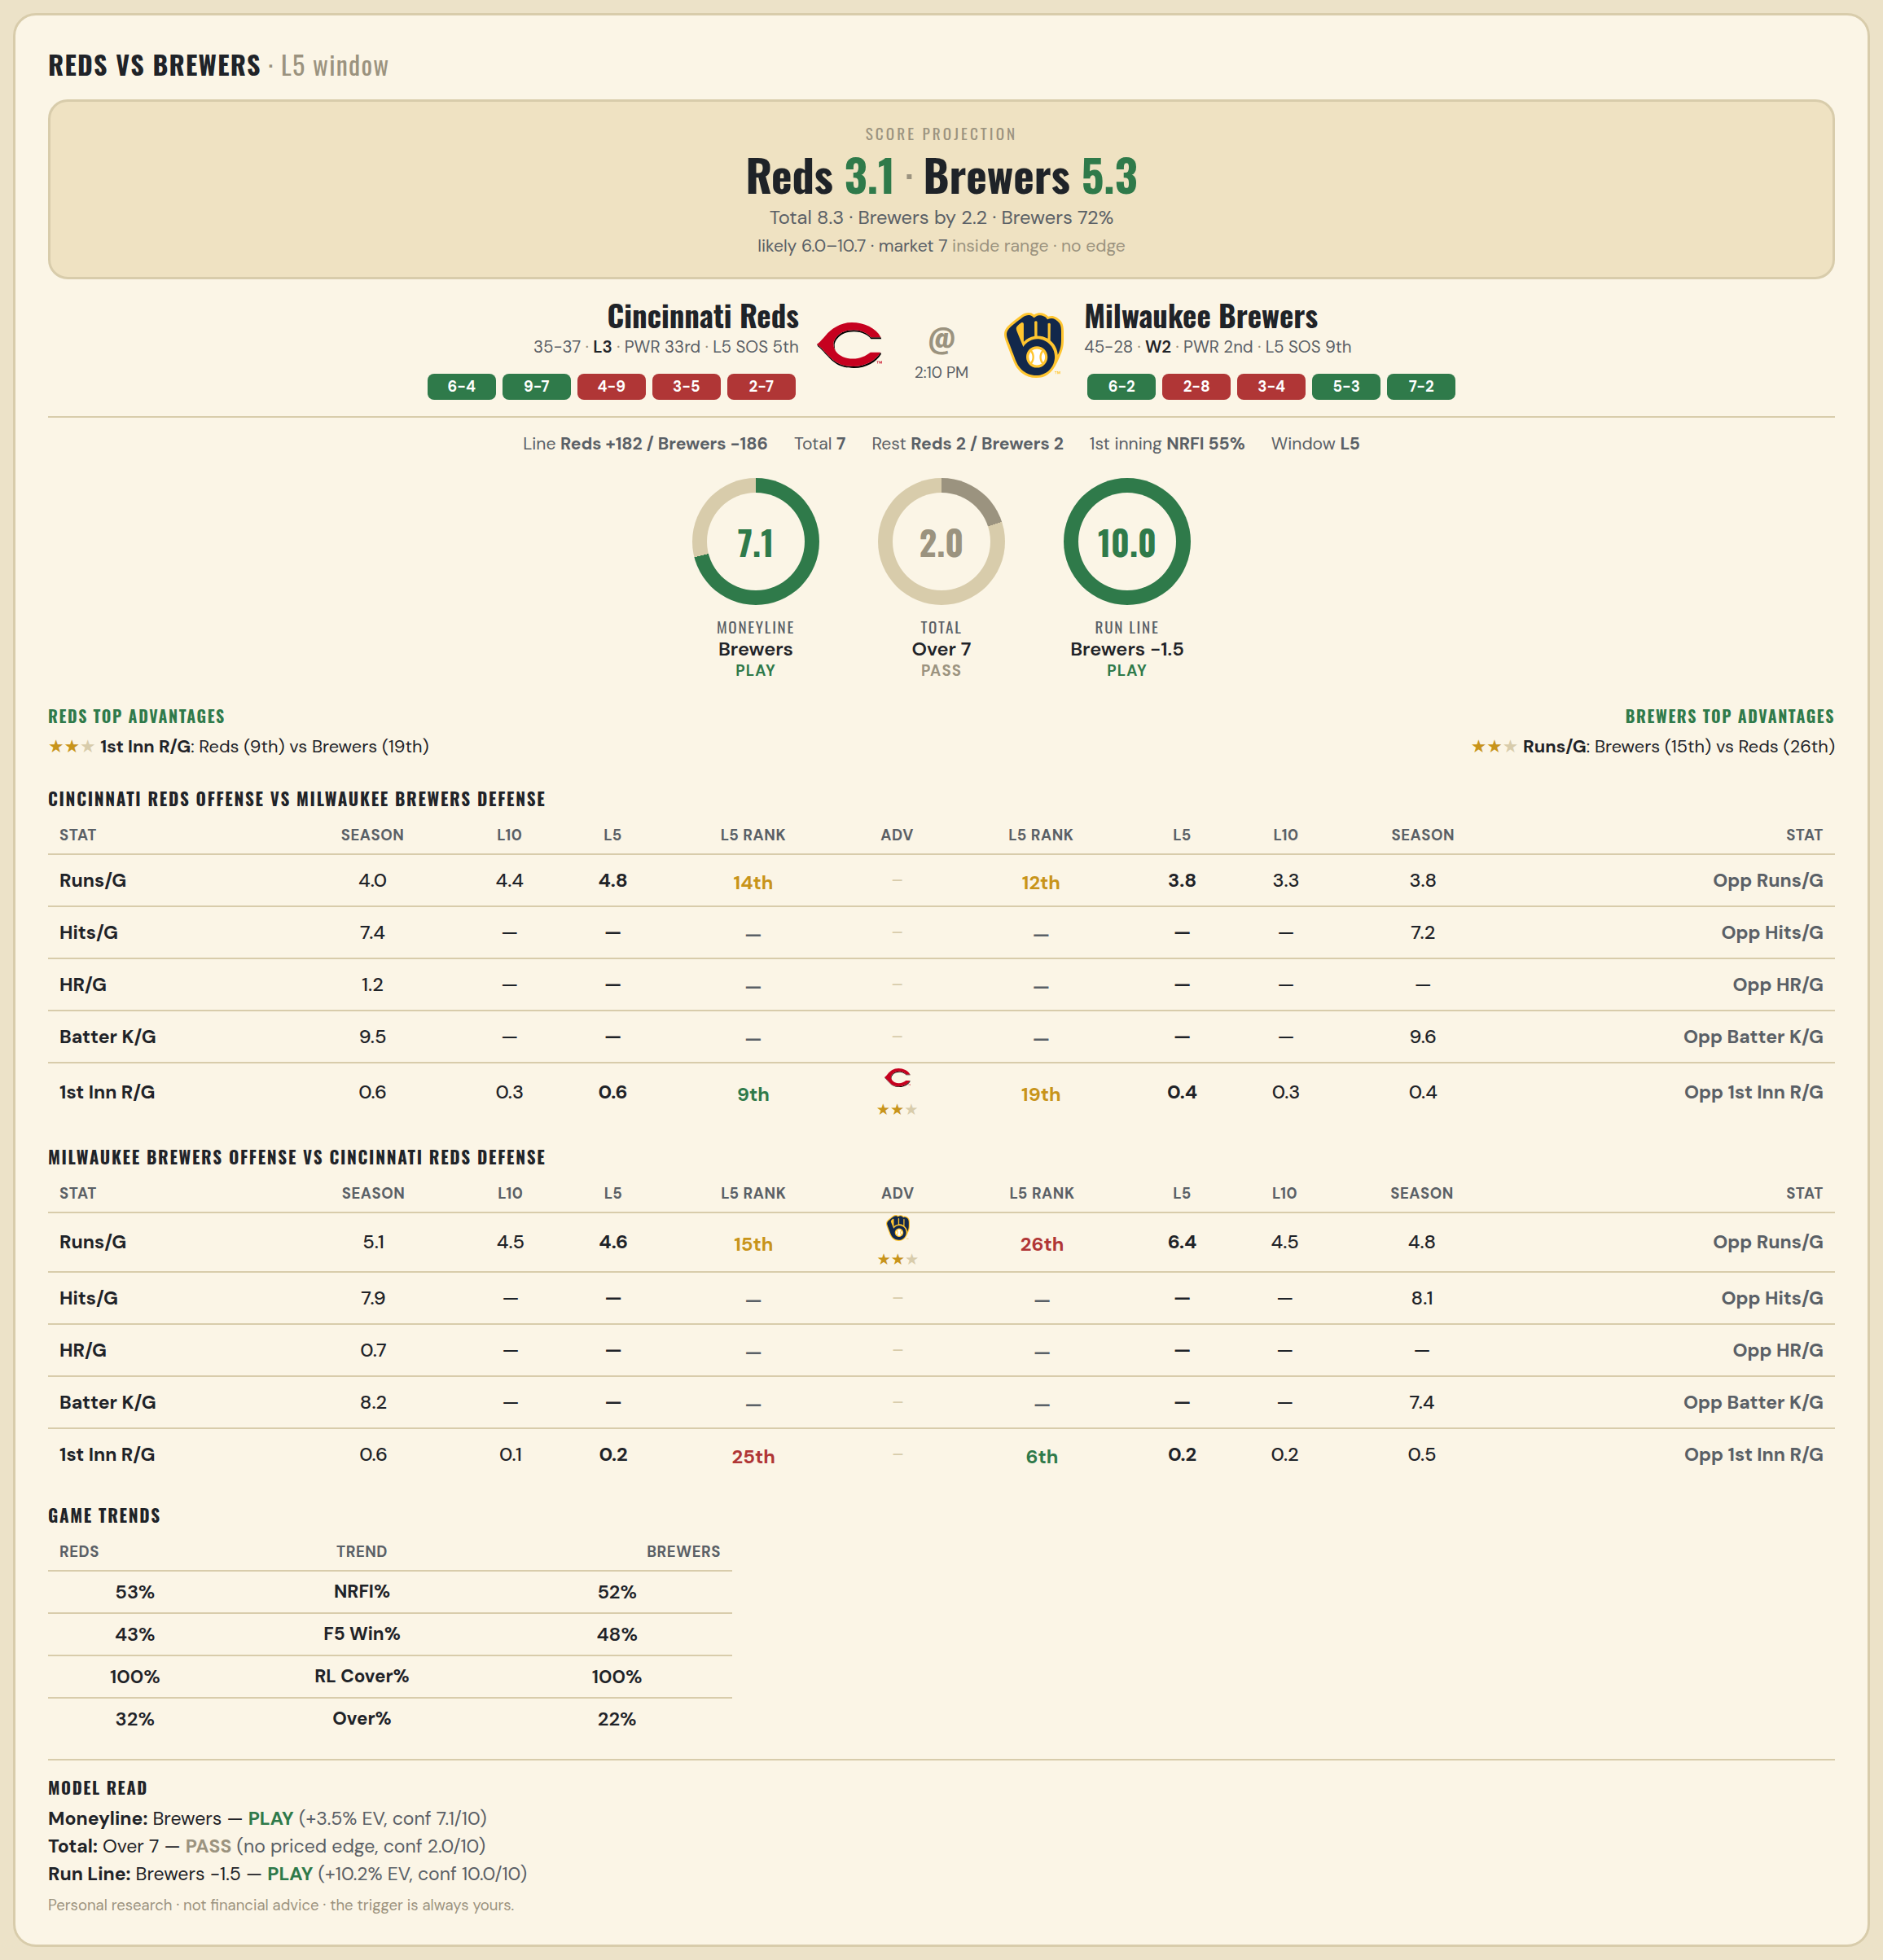 REDS VS BREWERS · L5 window
SCORE PROJECTION
Reds 3.1 · Brewers 5.3
Total 8.3 · Brewers by 2.2 · Brewers 72%
likely 6.0–10.7 · market 7 inside range · no edge
Cincinnati Reds
35-37 · L3 · PWR 33rd · L5 SOS 5th
6-4 9-7 4-9 3-5 2-7
@
2:10 PM
Milwaukee Brewers
45-28 · W2 · PWR 2nd · L5 SOS 9th
6-2 2-8 3-4 5-3 7-2
Line Reds +182 / Brewers -186 Total 7 Rest Reds 2 / Brewers 2 1st inning NRFI 55% Window L5
7.1 2.0 10.0
MONEYLINE TOTAL RUN LINE
Brewers Over 7 Brewers -1.5
PLAY PASS PLAY
REDS TOP ADVANTAGES BREWERS TOP ADVANTAGES
★★★ 1st Inn R/G: Reds (9th) vs Brewers (19th) ★★★ Runs/G: Brewers (15th) vs Reds (26th)
CINCINNATI REDS OFFENSE VS MILWAUKEE BREWERS DEFENSE
STAT SEASON L10 L5 L5 RANK ADV L5 RANK L5 L10 SEASON STAT
Runs/G 4.0 4.4 4.8 14th – 12th 3.8 3.3 3.8 Opp Runs/G
Hits/G 7.4 — — — – — — — 7.2 Opp Hits/G
HR/G 1.2 — — — – — — — — Opp HR/G
Batter K/G 9.5 — — — – — — — 9.6 Opp Batter K/G
1st Inn R/G 0.6 0.3 0.6 9th ★★★ 19th 0.4 0.3 0.4 Opp 1st Inn R/G
MILWAUKEE BREWERS OFFENSE VS CINCINNATI REDS DEFENSE
STAT SEASON L10 L5 L5 RANK ADV L5 RANK L5 L10 SEASON STAT
Runs/G 5.1 4.5 4.6 15th ★★★ 26th 6.4 4.5 4.8 Opp Runs/G
Hits/G 7.9 — — — – — — — 8.1 Opp Hits/G
HR/G 0.7 — — — – — — — — Opp HR/G
Batter K/G 8.2 — — — – — — — 7.4 Opp Batter K/G
1st Inn R/G 0.6 0.1 0.2 25th – 6th 0.2 0.2 0.5 Opp 1st Inn R/G
GAME TRENDS
REDS TREND BREWERS
53% NRFI% 52%
43% F5 Win% 48%
100% RL Cover% 100%
32% Over% 22%
MODEL READ
Moneyline: Brewers — PLAY (+3.5% EV, conf 7.1/10)
Total: Over 7 — PASS (no priced edge, conf 2.0/10)
Run Line: Brewers -1.5 — PLAY (+10.2% EV, conf 10.0/10)
Personal research · not financial advice · the trigger is always yours.